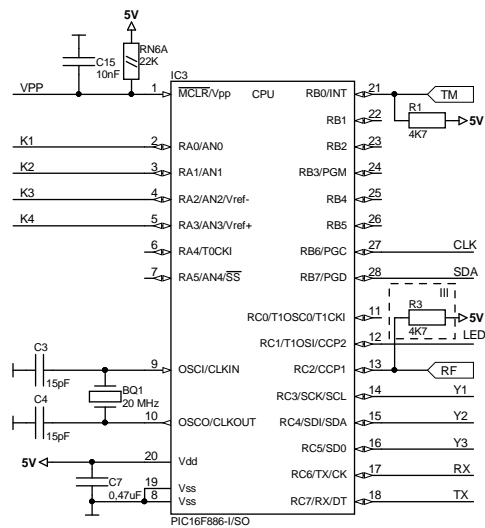 5V
RN6A
22K
C15
10nF
IC3
VPP
1
MCLR/Vpp
CPU
RB0/INT
21
TM
R1
4K7
5V
RB1
22
K1
2
RA0/AN0
RB2
23
K2
3
RA1/AN1
RB3/PGM
24
K3
4
RA2/AN2/Vref-
RB4
25
K4
5
RA3/AN3/Vref+
RB5
26
6
RA4/T0CKI
RB6/PGC
27
CLK
7
RA5/AN4/SS
RB7/PGD
28
SDA
III
RC0/T1OSC0/T1CKI
11
R3
4K7
5V
RC1/T1OSI/CCP2
12
LED
C3
15pF
9
OSCI/CLKIN
RC2/CCP1
13
RF
BQ1
20 MHz
RC3/SCK/SCL
14
Y1
C4
15pF
10
OSCO/CLKOUT
RC4/SDI/SDA
15
Y2
RC5/SD0
16
Y3
5V
20
Vdd
RC6/TX/CK
17
RX
C7
0,47uF
19
Vss
8
Vss
RC7/RX/DT
18
TX
PIC16F886-I/SO